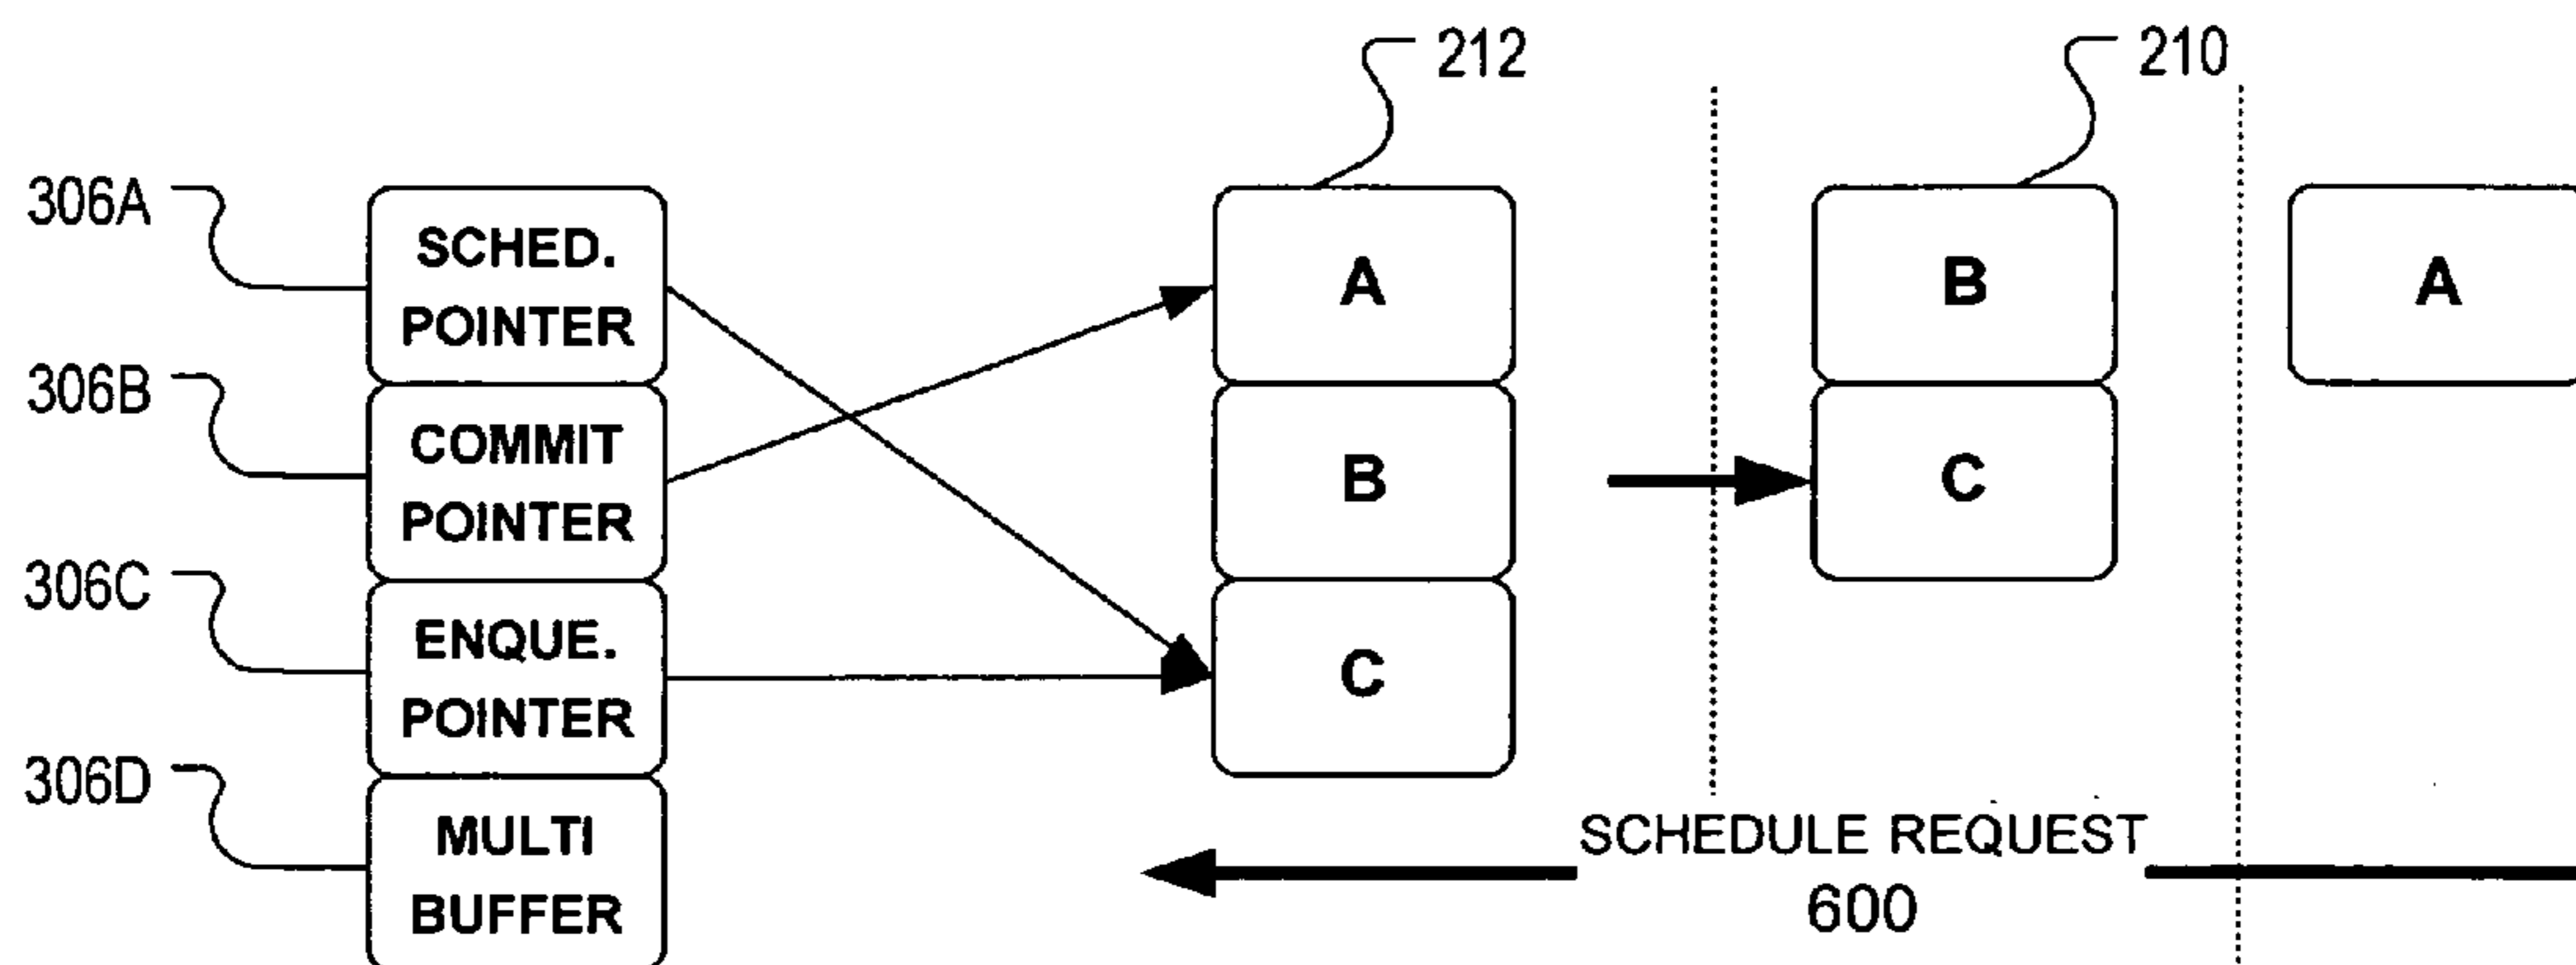 212
210
306A
SCHED.
POINTER
A
B
A
306B
COMMIT
POINTER
B
C
306C
ENQUE.
POINTER
C
306D
MULTI
BUFFER
SCHEDULE REQUEST
600